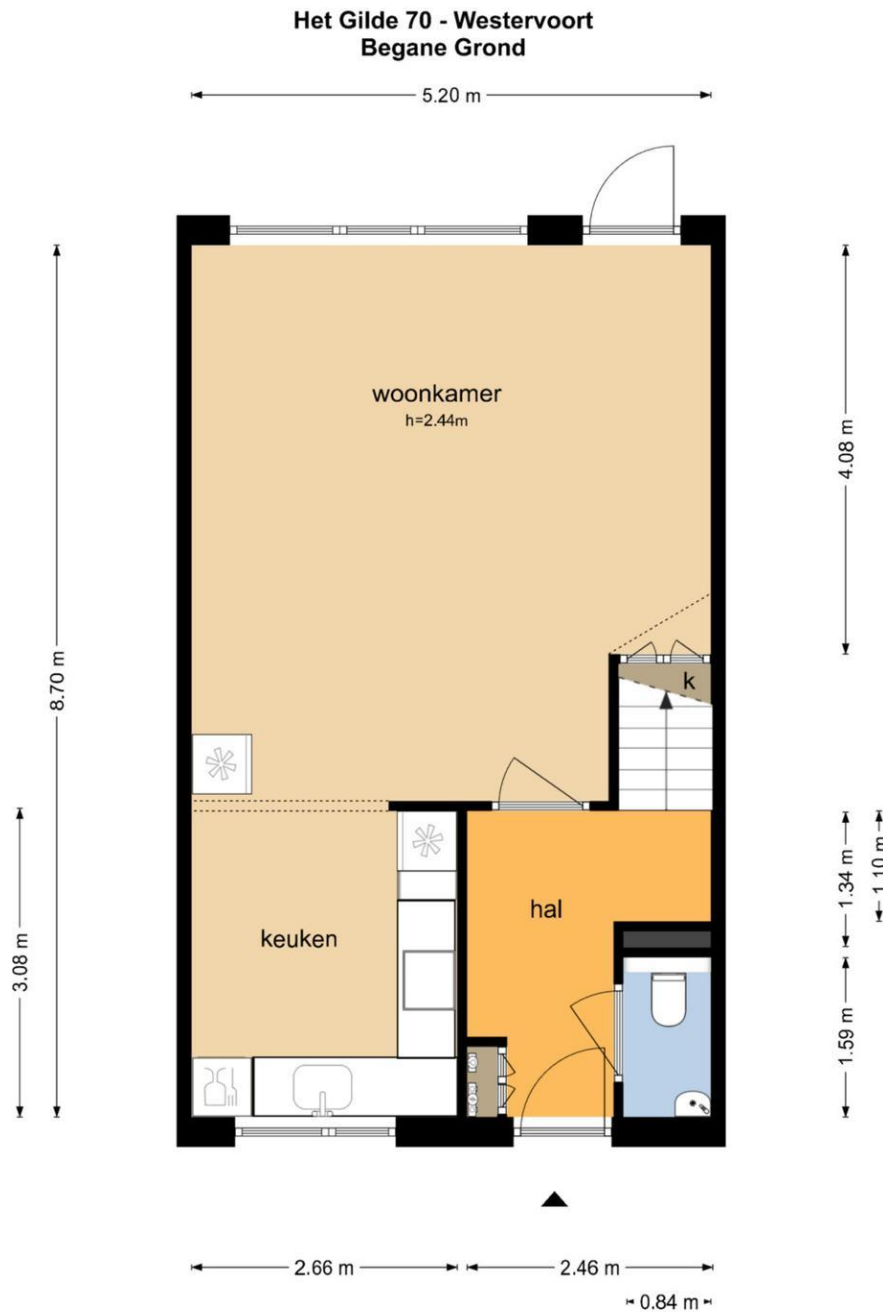 Het Gilde 70 - Westervoort
Begane Grond
5.20 m
woonkamer
h=2.44m
4.08 m
8.70 m
k
keuken
hal
3.08 m
1.34 m
1.10 m
1.59 m
2.66 m
2.46 m
0.84 m